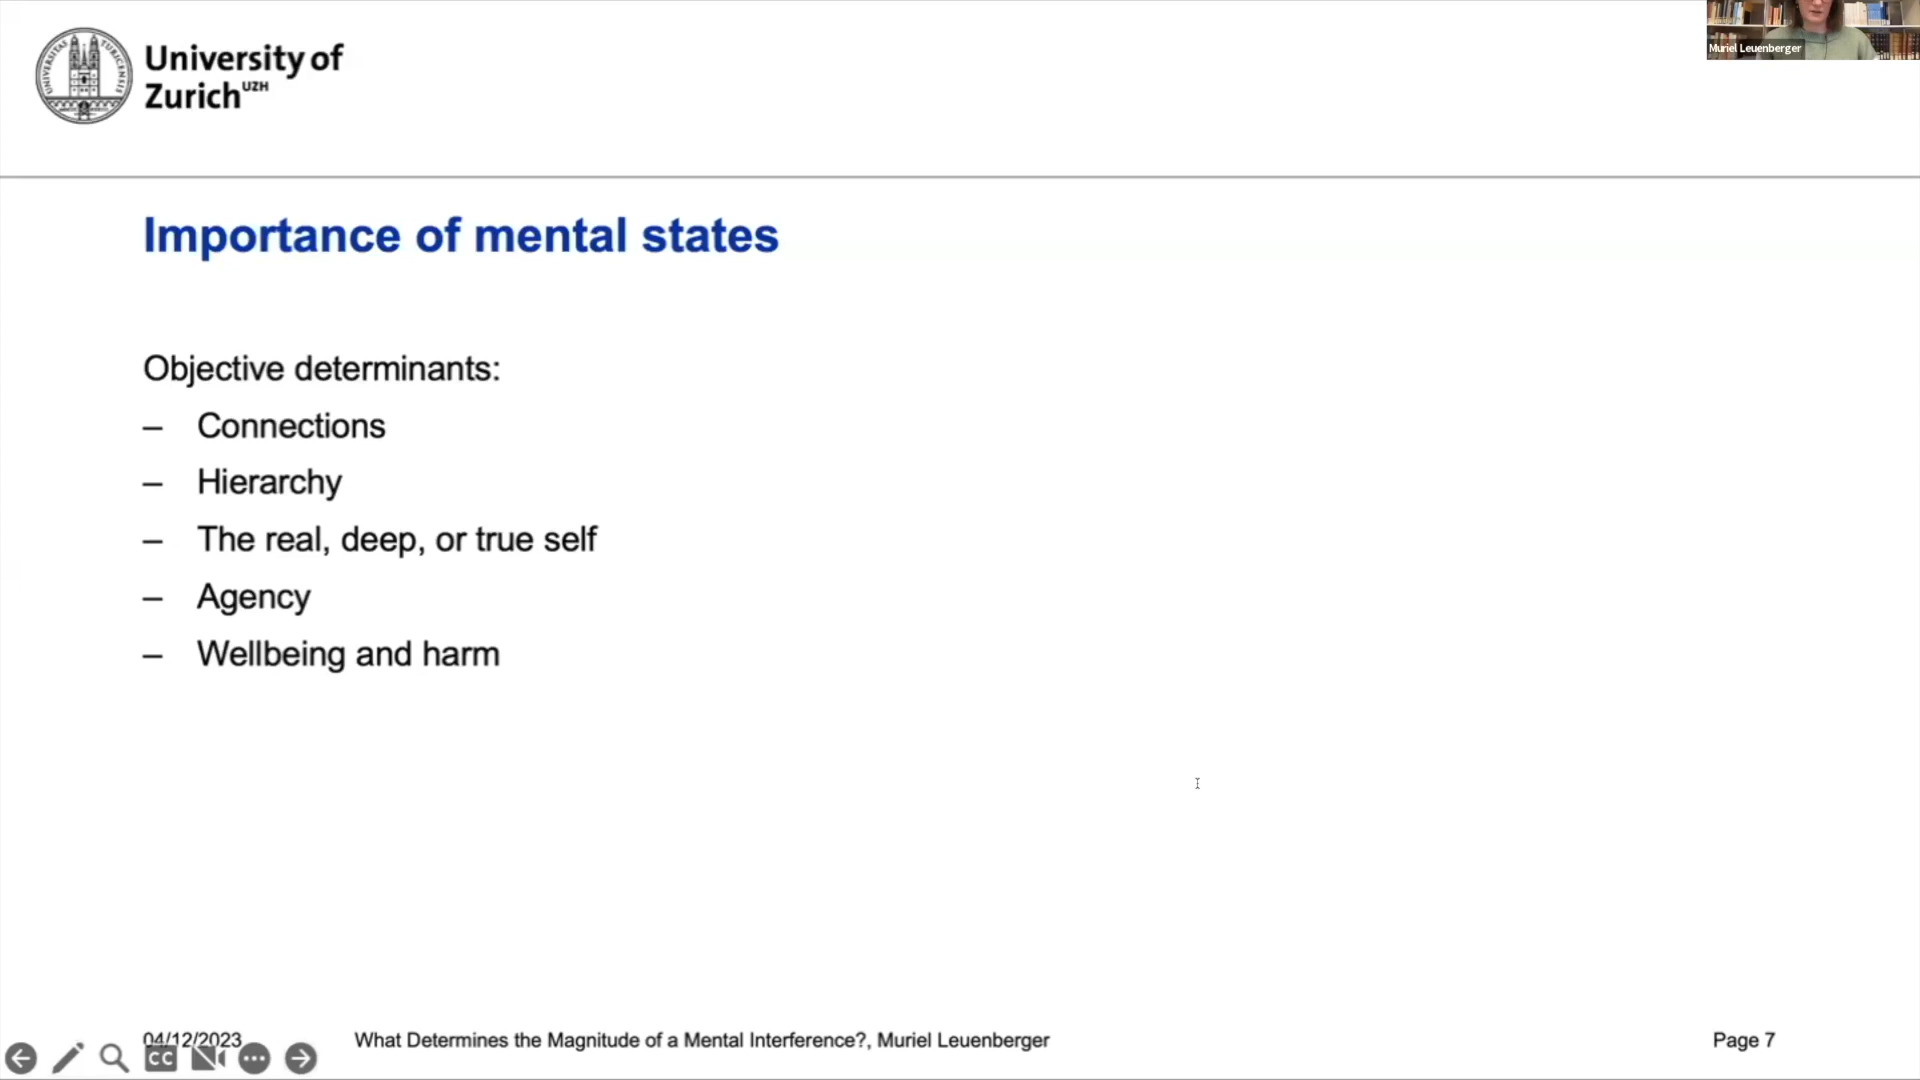 University of
Zurich UZH
Muriel Leuenberger
Importance of mental states
Objective determinants:
– Connections
– Hierarchy
– The real, deep, or true self
– Agency
– Wellbeing and harm
04/12/2023
What Determines the Magnitude of a Mental Interference?, Muriel Leuenberger
Page 7
CC